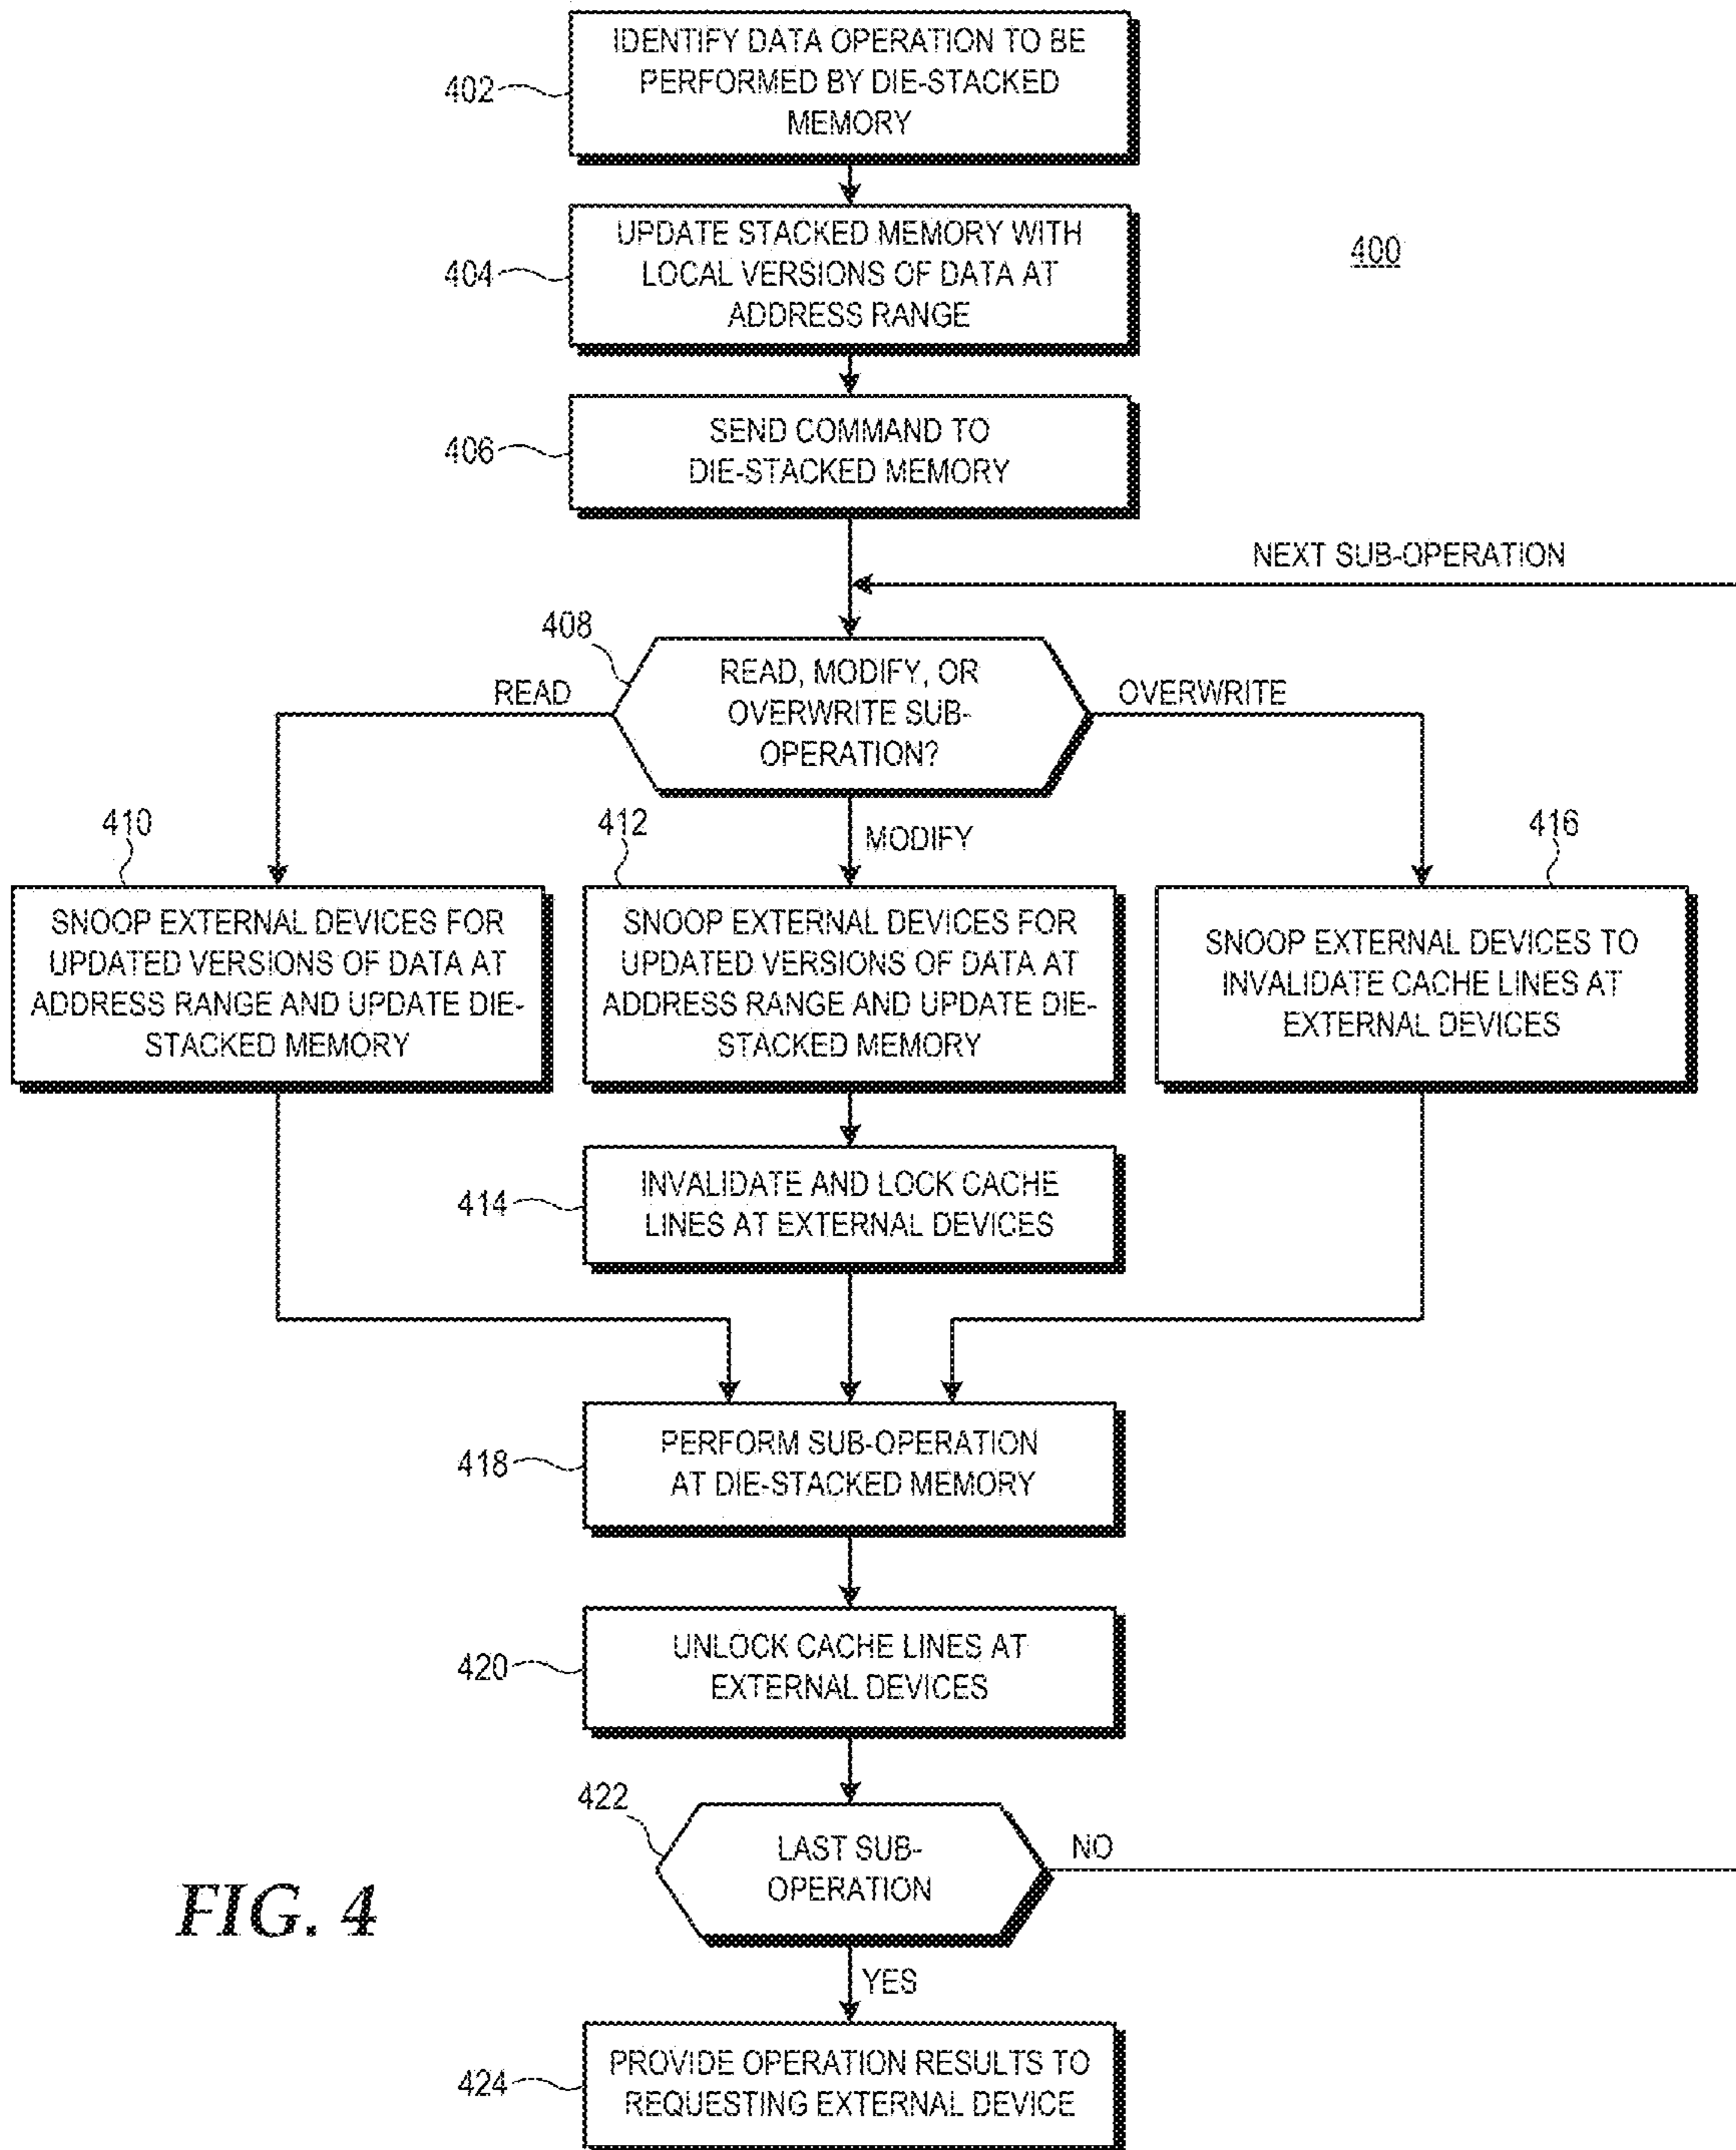 IDENTIFY DATA OPERATION TO BE
PERFORMED BY DIE-STACKED
MEMORY
402
UPDATE STACKED MEMORY WITH
LOCAL VERSIONS OF DATA AT
ADDRESS RANGE
404
400
SEND COMMAND TO
DIE-STACKED MEMORY
406
NEXT SUB-OPERATION
408
READ, MODIFY, OR
OVERWRITE SUB-
OPERATION?
READ
OVERWRITE
MODIFY
410
412
416
SNOOP EXTERNAL DEVICES FOR
UPDATED VERSIONS OF DATA AT
ADDRESS RANGE AND UPDATE DIE-
STACKED MEMORY
SNOOP EXTERNAL DEVICES FOR
UPDATED VERSIONS OF DATA AT
ADDRESS RANGE AND UPDATE DIE-
STACKED MEMORY
SNOOP EXTERNAL DEVICES TO
INVALIDATE CACHE LINES AT
EXTERNAL DEVICES
414
INVALIDATE AND LOCK CACHE
LINES AT EXTERNAL DEVICES
418
PERFORM SUB-OPERATION
AT DIE-STACKED MEMORY
420
UNLOCK CACHE LINES AT
EXTERNAL DEVICES
422
LAST SUB-
OPERATION
NO
YES
FIG. 4
424
PROVIDE OPERATION RESULTS TO
REQUESTING EXTERNAL DEVICE